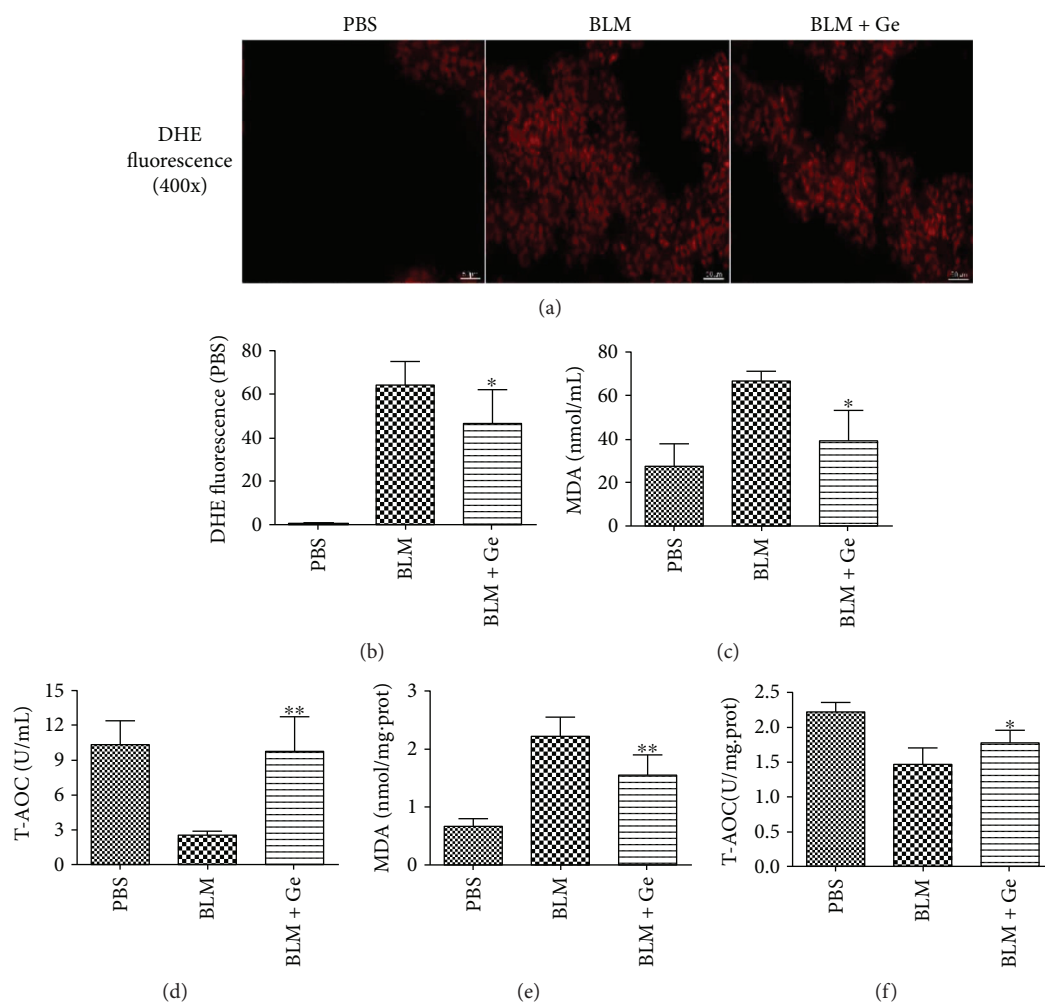 PBS
BLM
BLM + Ge
DHE
fluorescence
(400x)
(a)
DHE fluorescence (PBS)
80
60
40
20
0
*
PBS
BLM
BLM + Ge
(b)
MDA (nmol/mL)
80
60
40
20
0
*
PBS
BLM
BLM + Ge
(c)
T-AOC (U/mL)
15
12
9
6
3
0
**
PBS
BLM
BLM + Ge
(d)
MDA (nmol/mg·prot)
3
2
1
0
**
PBS
BLM
BLM + Ge
(e)
T-AOC(U/mg.prot)
2.5
2.0
1.5
1.0
0.5
0.0
*
PBS
BLM
BLM + Ge
(f)